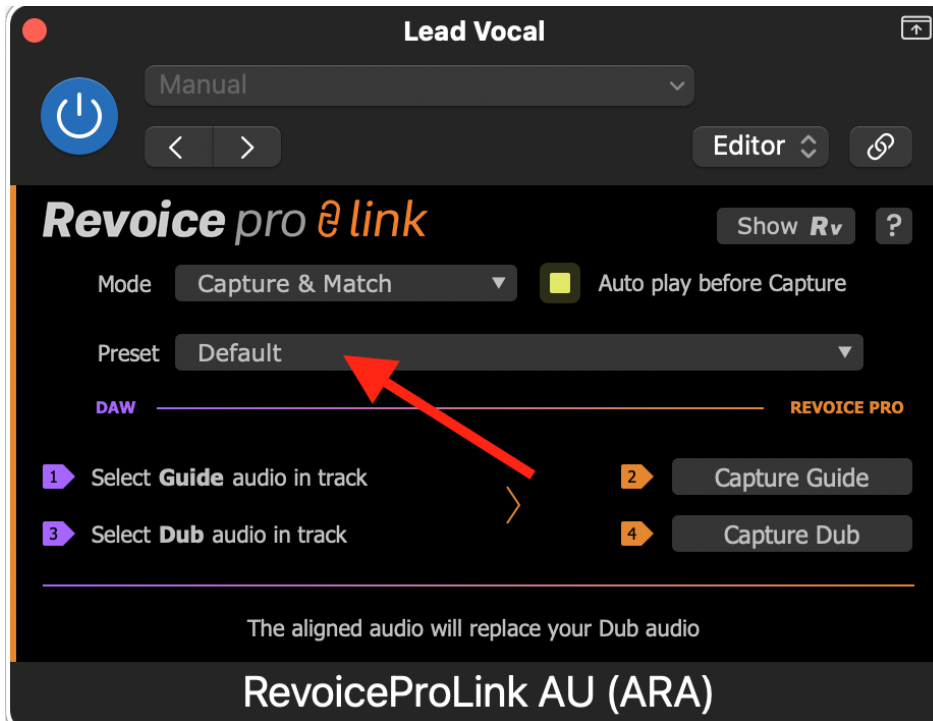 Lead Vocal
Manual
Editor
Revoice pro link
Show Rv ?
Mode Capture & Match Auto play before Capture
Preset Default
DAW REVOICE PRO
1 Select Guide audio in track 2 Capture Guide
3 Select Dub audio in track 4 Capture Dub
The aligned audio will replace your Dub audio
RevoiceProLink AU (ARA)